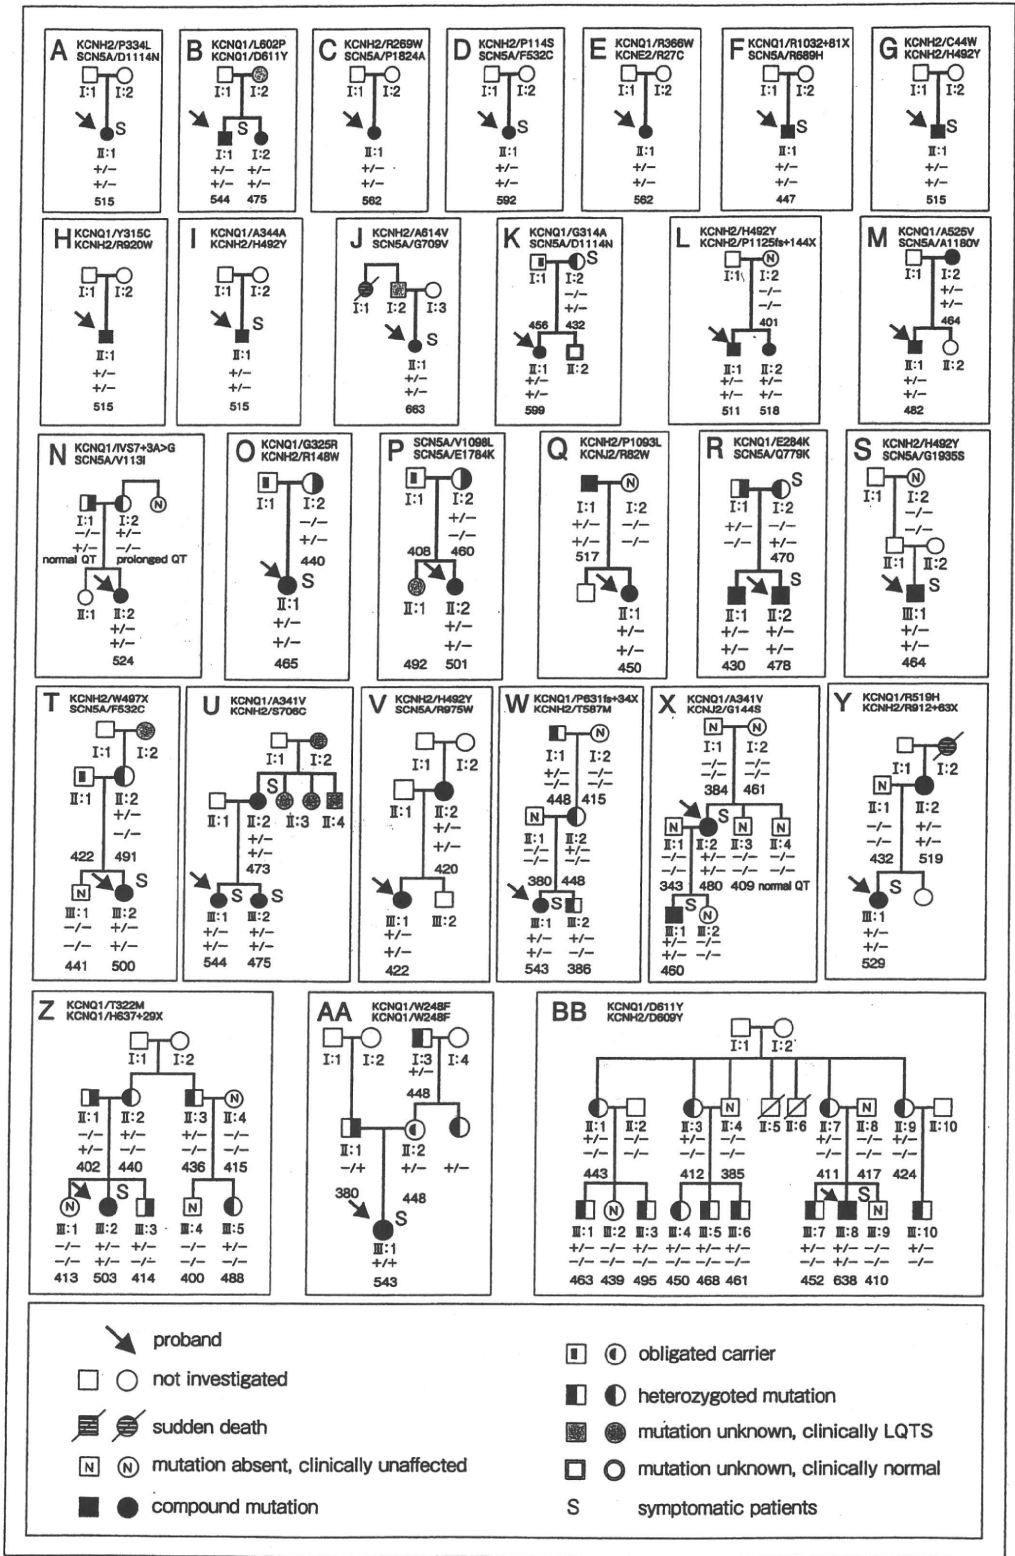 A KCNH2/P334L
SCN5A/D1114N
I:1 I:2
S
II:1
+/−
+/−
515
B KCNQ1/L602P
KCNQ1/D611Y
I:1 I:2
S
I:1 I:2
+/− +/−
+/− +/−
544 475
C KCNH2/R269W
SCN5A/P1824A
I:1 I:2
II:1
+/−
+/−
562
D KCNH2/P114S
SCN5A/F532C
I:1 I:2
S
II:1
+/−
+/−
592
E KCNQ1/R366W
KCNE2/R27C
I:1 I:2
II:1
+/−
+/−
562
F KCNQ1/R1032+81X
SCN5A/R689H
I:1 I:2
S
II:1
+/−
+/−
447
G KCNH2/C44W
KCNH2/H492Y
I:1 I:2
S
II:1
+/−
+/−
515
H KCNQ1/Y315C
KCNH2/R920W
I:1 I:2
II:1
+/−
+/−
515
I KCNQ1/A344A
KCNH2/H492Y
I:1 I:2
S
II:1
+/−
+/−
515
J KCNH2/A614V
SCN5A/G709V
I:1 I:2 I:3
II:1
+/−
+/−
663
K KCNQ1/G314A
SCN5A/D1114N
S
I:1 I:2
−/−
+/−
456 432
II:1 II:2
+/−
+/−
599
L KCNH2/H492Y
KCNH2/P1125fs+144X
N
I:1 I:2
−/−
−/−
401
II:1 II:2
+/− +/−
+/− +/−
511 518
M KCNQ1/A525V
SCN5A/A1180V
I:1 I:2
+/−
+/−
464
II:1 II:2
+/−
+/−
482
N KCNQ1/IVS7+3A>G
SCN5A/V113I
N
I:1 I:2
−/− +/−
+/− −/−
normal QT prolonged QT
II:1 II:2
+/−
+/−
524
O KCNQ1/G325R
KCNH2/R148W
I:1 I:2
−/−
+/−
440
S
II:1
+/−
+/−
465
P SCN5A/V1098L
SCN5A/E1784K
I:1 I:2
+/−
−/−
408 460
II:1 II:2
+/−
+/−
492 501
Q KCNH2/P1093L
KCNJ2/R82W
N
I:1 I:2
+/− −/−
+/− −/−
517
II:1
+/−
+/−
450
R KCNQ1/E284K
SCN5A/Q779K
S
I:1 I:2
+/− −/−
−/− +/−
470
S
II:1 II:2
+/− +/−
+/− +/−
430 478
S KCNH2/H492Y
SCN5A/G1935S
N
I:1 I:2
−/−
−/−
II:1 II:2
S
III:1
+/−
+/−
464
T KCNH2/W497X
SCN5A/F532C
I:1 I:2
II:1 II:2
+/−
−/−
422 491
N S
III:1 III:2
−/− +/−
−/− +/−
441 500
U KCNQ1/A341V
KCNH2/S706C
I:1 I:2
S
II:1 II:2 II:3 II:4
+/−
+/−
473
S S
III:1 III:2
+/− +/−
+/− +/−
544 475
V KCNH2/H492Y
SCN5A/R975W
I:1 I:2
II:1 II:2
+/−
+/−
420
III:1 III:2
+/−
+/−
422
W KCNQ1/P631fs+34X
KCNH2/T587M
N
I:1 I:2
+/− −/−
−/− −/−
448 415
N
II:1 II:2
−/− +/−
−/− −/−
380 448
S
III:1 III:2
+/− +/−
+/− −/−
543 386
X KCNQ1/A341V
KCNJ2/G144S
N N
I:1 I:2
−/− −/−
−/− −/−
384 461
N S N N
II:1 II:2 II:3 II:4
−/− +/− −/− −/−
−/− +/− −/− −/−
343 480 409 normal QT
S N
III:1 III:2
+/− −/−
+/− −/−
460
Y KCNQ1/R519H
KCNH2/R912+63X
I:1 I:2
N
II:1 II:2
−/− +/−
−/− +/−
432 519
S
III:1
+/−
+/−
529
Z KCNQ1/T322M
KCNQ1/H637+29X
I:1 I:2
N
II:1 II:2 II:3 II:4
−/− +/− −/− −/−
+/− −/− +/− −/−
402 440 436 415
N S N
III:1 III:2 III:3 III:4 III:5
−/− +/− +/− −/− −/−
−/− +/− −/− −/− +/−
413 503 414 400 488
AA KCNQ1/W248F
KCNQ1/W248F
I:1 I:2 I:3 I:4
+/−
448
II:1 II:2
−/+ +/− +/−
380 448
S
III:1
+/+
543
BB KCNQ1/D611Y
KCNH2/D609Y
I:1 I:2
N N
II:1 II:2 II:3 II:4 II:5 II:6 II:7 II:8 II:9 II:10
+/− +/− −/− +/− −/− +/−
−/− −/− −/− −/− −/− −/−
443 412 385 411 417 424
N S N
III:1 III:2 III:3 III:4 III:5 III:6 III:7 III:8 III:9 III:10
+/− −/− +/− +/− +/− +/− +/− +/− −/− +/−
−/− −/− −/− −/− −/− −/− −/− +/− −/− −/−
463 439 495 450 468 461 452 638 410
proband
not investigated
sudden death
N N mutation absent, clinically unaffected
compound mutation
obligated carrier
heterozygoted mutation
mutation unknown, clinically LQTS
mutation unknown, clinically normal
S symptomatic patients